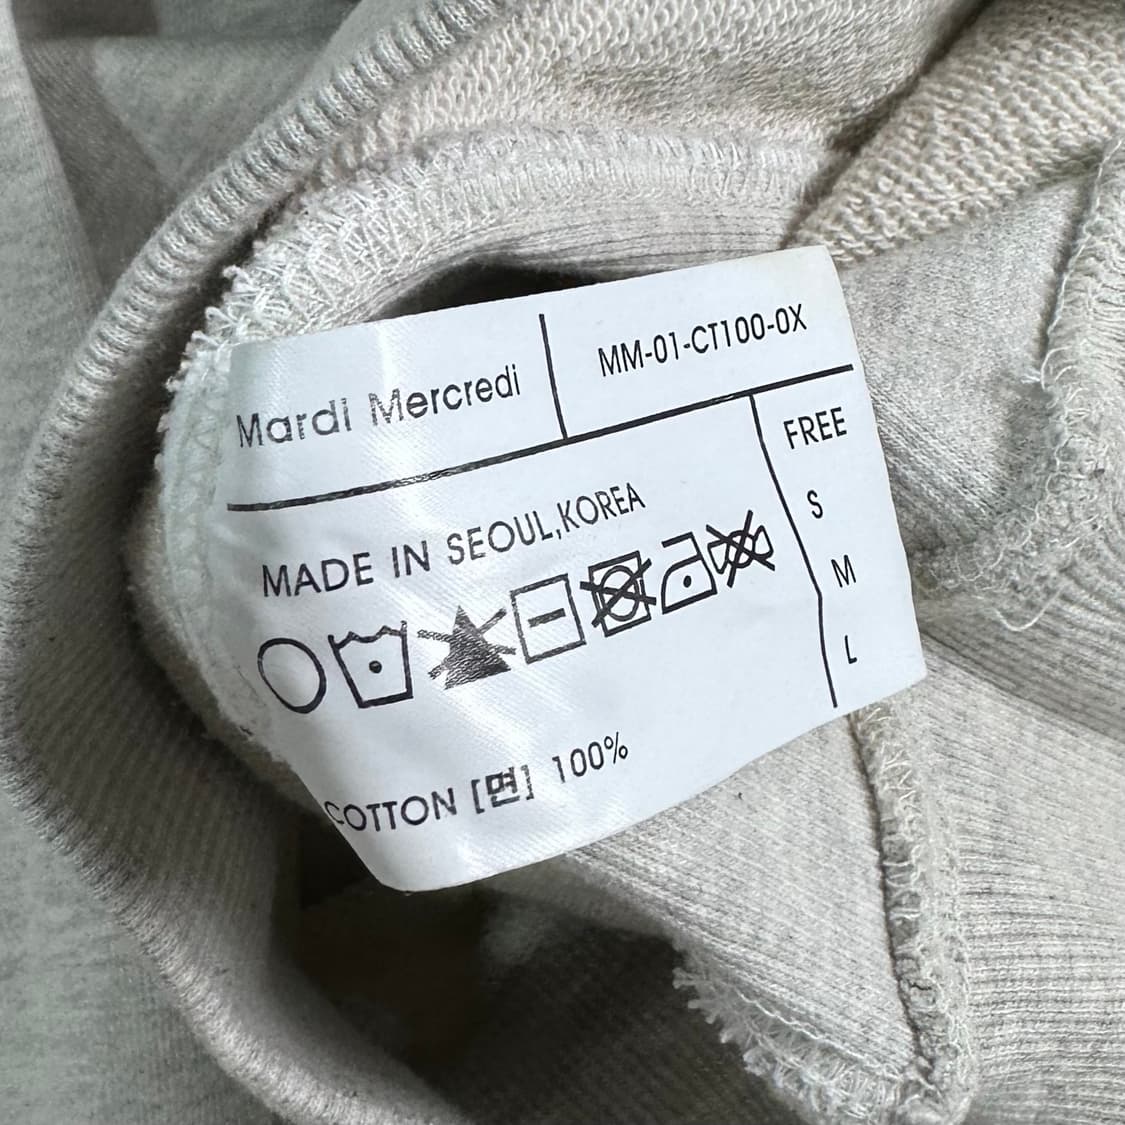 Mardi Mercredi
MM-01-CT100-0X
MADE IN SEOUL,KOREA
FREE
S
M
L
COTTON [면] 100%